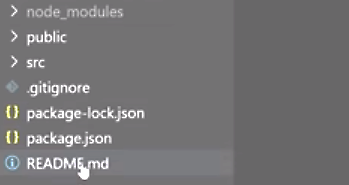 node_modules
public
src
.gitignore
package-lock.json
package.json
README.md